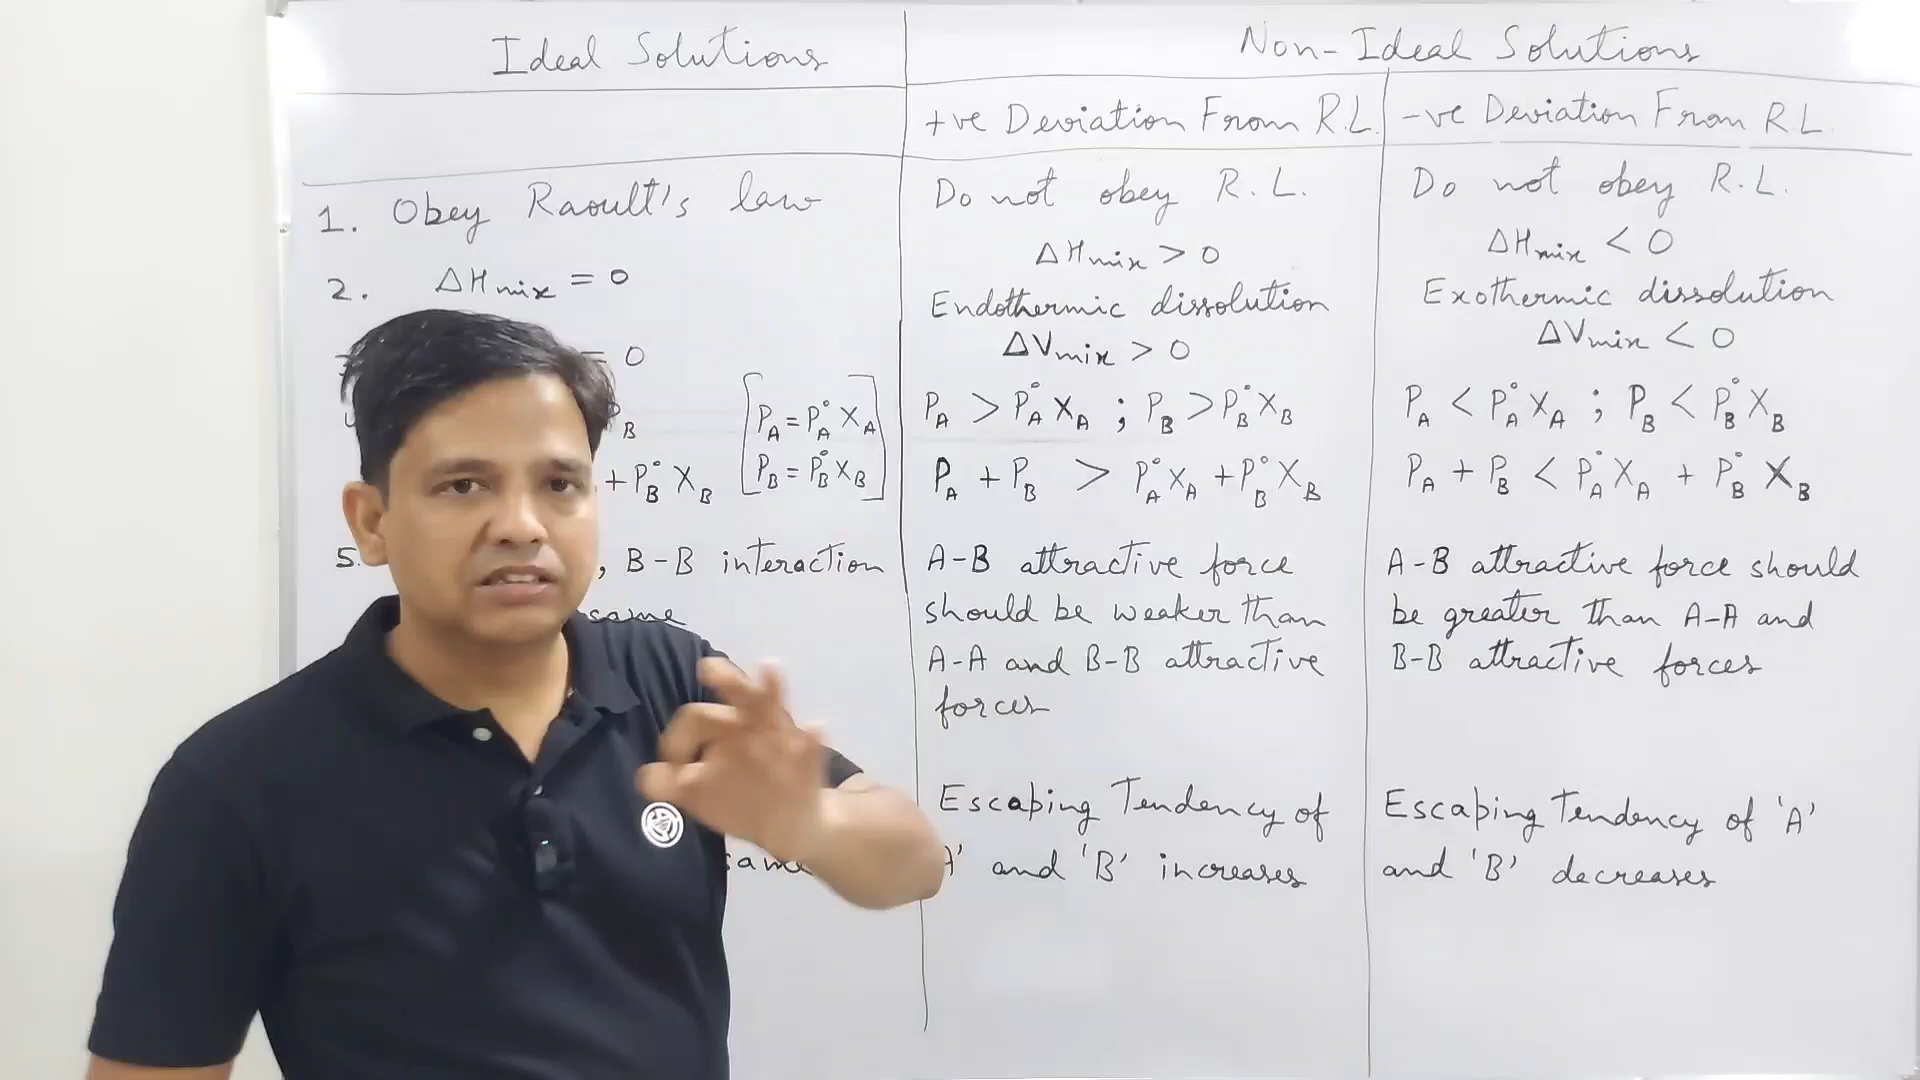 Ideal Solutions
Non-Ideal Solutions
+ve Deviation From R.L.
-ve Deviation From R.L.
1. Obey Raoult's law
2. ΔHmix = 0
= 0
B
+ P°B XB
[PA = P°A XA
PB = P°B XB]
5.
, B-B interaction
same
same
Do not obey R.L.
ΔHmix > 0
Endothermic dissolution
ΔVmix > 0
PA > P°A XA ; PB > P°B XB
PA + PB > P°A XA + P°B XB
A-B attractive force
should be weaker than
A-A and B-B attractive
forces
Escaping Tendency of
A' and 'B' increases
Do not obey R.L.
ΔHmix < 0
Exothermic dissolution
ΔVmix < 0
PA < P°A XA ; PB < P°B XB
PA + PB < P°A XA + P°B XB
A-B attractive force should
be greater than A-A and
B-B attractive forces
Escaping Tendency of 'A'
and 'B' decreases